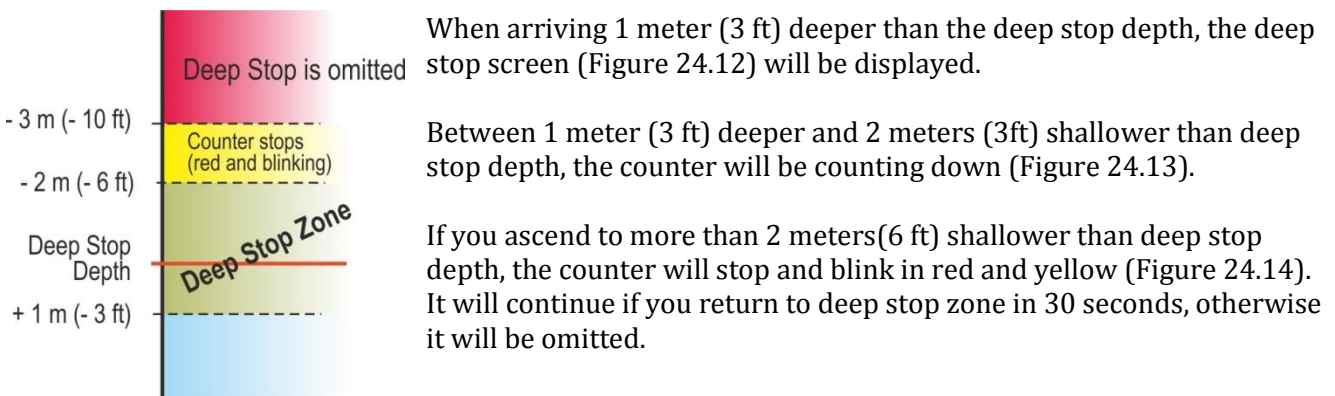 Deep Stop is omitted
- 3 m (- 10 ft)
Counter stops
(red and blinking)
- 2 m (- 6 ft)
Deep Stop Zone
Deep Stop
Depth
+ 1 m (- 3 ft)
When arriving 1 meter (3 ft) deeper than the deep stop depth, the deep
stop screen (Figure 24.12) will be displayed.
Between 1 meter (3 ft) deeper and 2 meters (3ft) shallower than deep
stop depth, the counter will be counting down (Figure 24.13).
If you ascend to more than 2 meters(6 ft) shallower than deep stop
depth, the counter will stop and blink in red and yellow (Figure 24.14).
It will continue if you return to deep stop zone in 30 seconds, otherwise
it will be omitted.